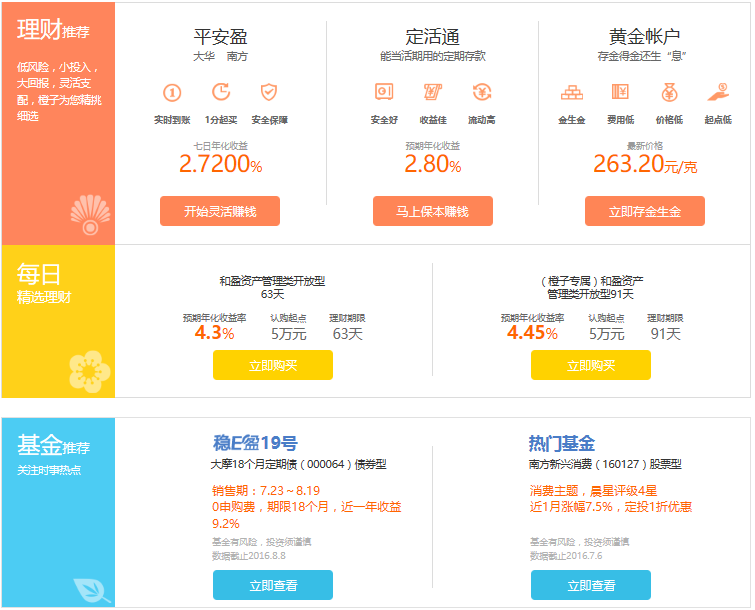 理财推荐
低风险，小投入，
大回报，灵活支
配，橙子为您精挑
细选
平安盈
大华 南方
实时到账 1分起买 安全保障
七日年化收益
2.7200%
开始灵活赚钱
定活通
能当活期用的定期存款
安全好 收益佳 流动高
预期年化收益
2.80%
马上保本赚钱
黄金帐户
存金得金还生“息”
金生金 费用低 价格低 起点低
最新价格
263.20元/克
立即存金生金
每日
精选理财
和盈资产管理类开放型
63天
预期年化收益率 认购起点 理财期限
4.3% 5万元 63天
立即购买
（橙子专属）和盈资产
管理类开放型91天
预期年化收益率 认购起点 理财期限
4.45% 5万元 91天
立即购买
基金推荐
关注时事热点
稳E盈19号
大摩18个月定期债（000064）债券型
销售期：7.23～8.19
0申购费，期限18个月，近一年收益
9.2%
基金有风险，投资须谨慎
数据截止2016.8.8
立即查看
热门基金
南方新兴消费（160127）股票型
消费主题，晨星评级4星
近1月涨幅7.5%，定投1折优惠
基金有风险，投资须谨慎
数据截止2016.7.6
立即查看